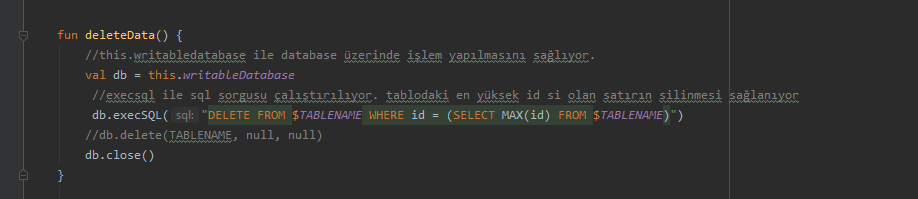 fun deleteData() {
//this.writabledatabase ile database üzerinde işlem yapılmasını sağlıyor.
val db = this.writableDatabase
//execsql ile sql sorgusu çalıştırılıyor. tablodaki en yüksek id si olan satırın silinmesi sağlanıyor
db.execSQL( sql: "DELETE FROM $TABLENAME WHERE id = (SELECT MAX(id) FROM $TABLENAME)")
//db.delete(TABLENAME, null, null)
db.close()
}